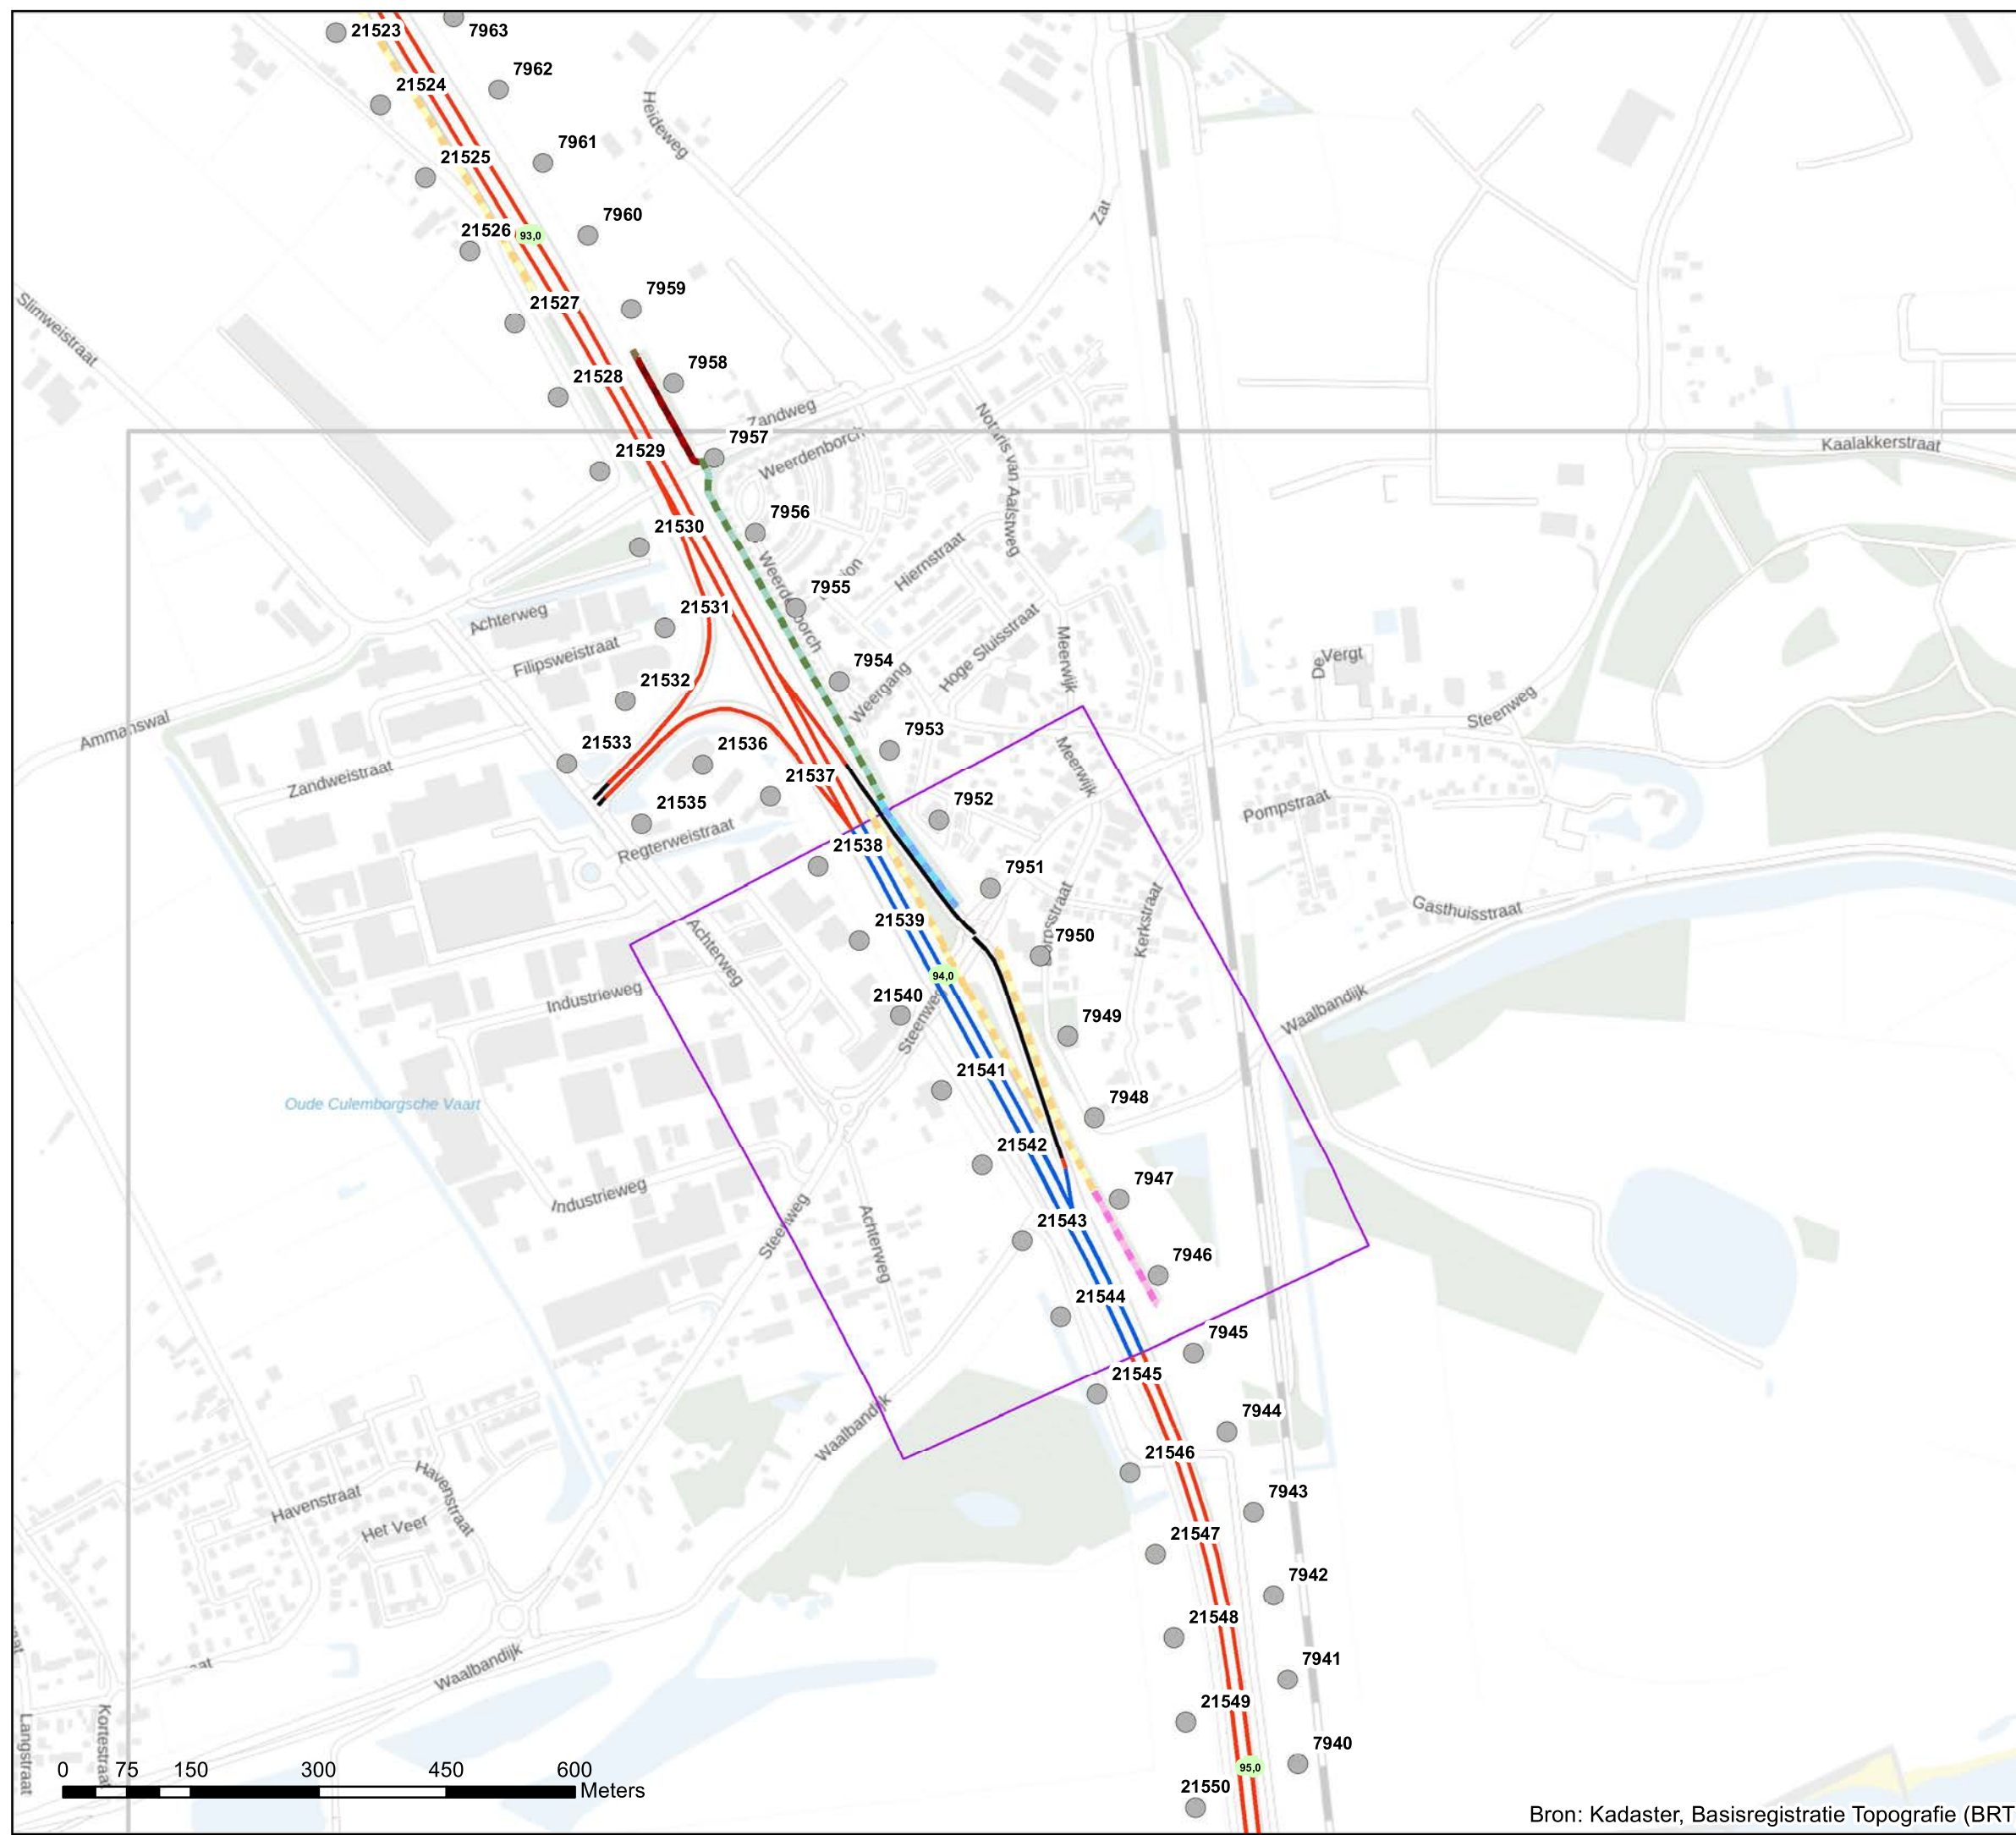 21523
7963
7962
21524
Heideweg
7961
21525
Zat
7960
21526
93,0
7959
21527
Slimweistraat
7958
21528
Zandweg
Notaris van Aalstweg
7957
Weerdenborch
21529
Kaalakkerstraat
7956
21530
Hiernstraat
7955
Weerdenborch
21531
Achterweg
Hoge Sluisstraat
Filipsweistraat
Meerwijk
De Vergt
7954
21532
Weergang
Steenweg
Ammanswal
7953
21533
21536
Meerwijk
21537
Zandweistraat
21535
7952
Pompstraat
Regterweistraat
21538
7951
Gasthuisstraat
21539
Kerkstraat
7950
Achterweg
94,0
21540
Industrieweg
Steenweg
7949
Waalbandijk
21541
Oude Culemborgsche Vaart
7948
21542
7947
Industrieweg
21543
Steenweg
Achterweg
7946
21544
7945
21545
7944
Waalbandijk
21546
Havenstraat
Havenstraat
7943
Het Veer
21547
7942
21548
7941
Waalbandijk
21549
Langstraat
Kortestraat
7940
95,0
21550
0 75 150 300 450 600
Meters
Bron: Kadaster, Basisregistratie Topografie (BRT